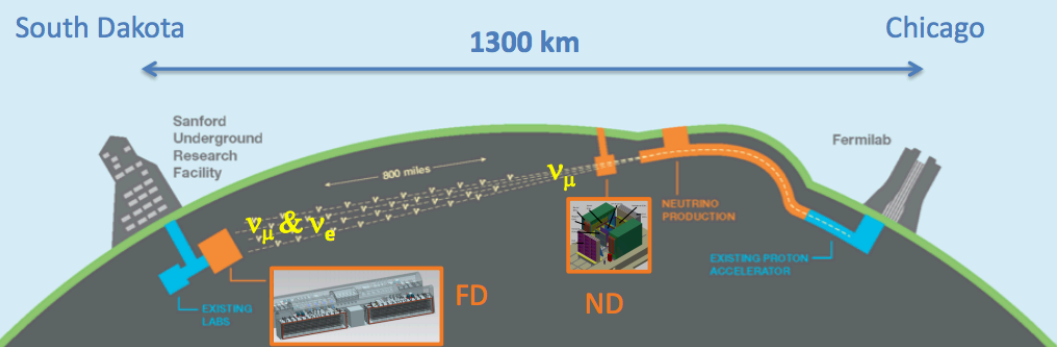 South Dakota
Chicago
1300 km
Sanford
Underground
Research
Facility
Fermilab
800 miles
νμ
νμ & νe
NEUTRINO
PRODUCTION
EXISTING PROTON
ACCELERATOR
EXISTING
LABS
FD
ND